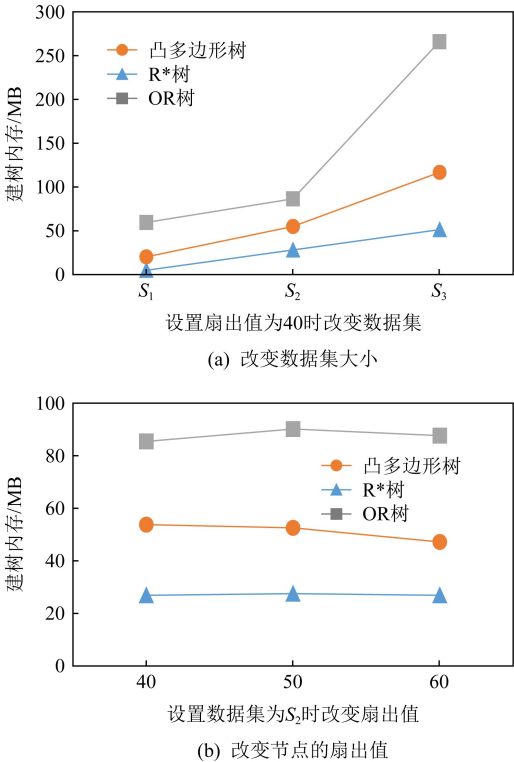 300
250
200
150
100
50
0
建树内存/MB
凸多边形树
R*树
OR树
S1 S2 S3
设置扇出值为40时改变数据集
(a) 改变数据集大小
100
80
60
40
20
0
建树内存/MB
凸多边形树
R*树
OR树
40 50 60
设置数据集为S2时改变扇出值
(b) 改变节点的扇出值